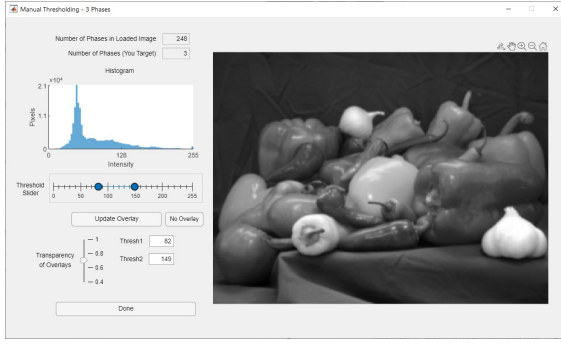 Manual Thresholding - 3 Phases
Number of Phases in Loaded Image 248
Number of Phases (You Target) 3
Histogram
×10⁴
2.1
1.1
0
Pixels
0 128 255
Intensity
Threshold Slider
0 50 100 150 200 255
Update Overlay No Overlay
Transparency of Overlays
1
0.8
0.6
0.4
Thresh1 82
Thresh2 149
Done